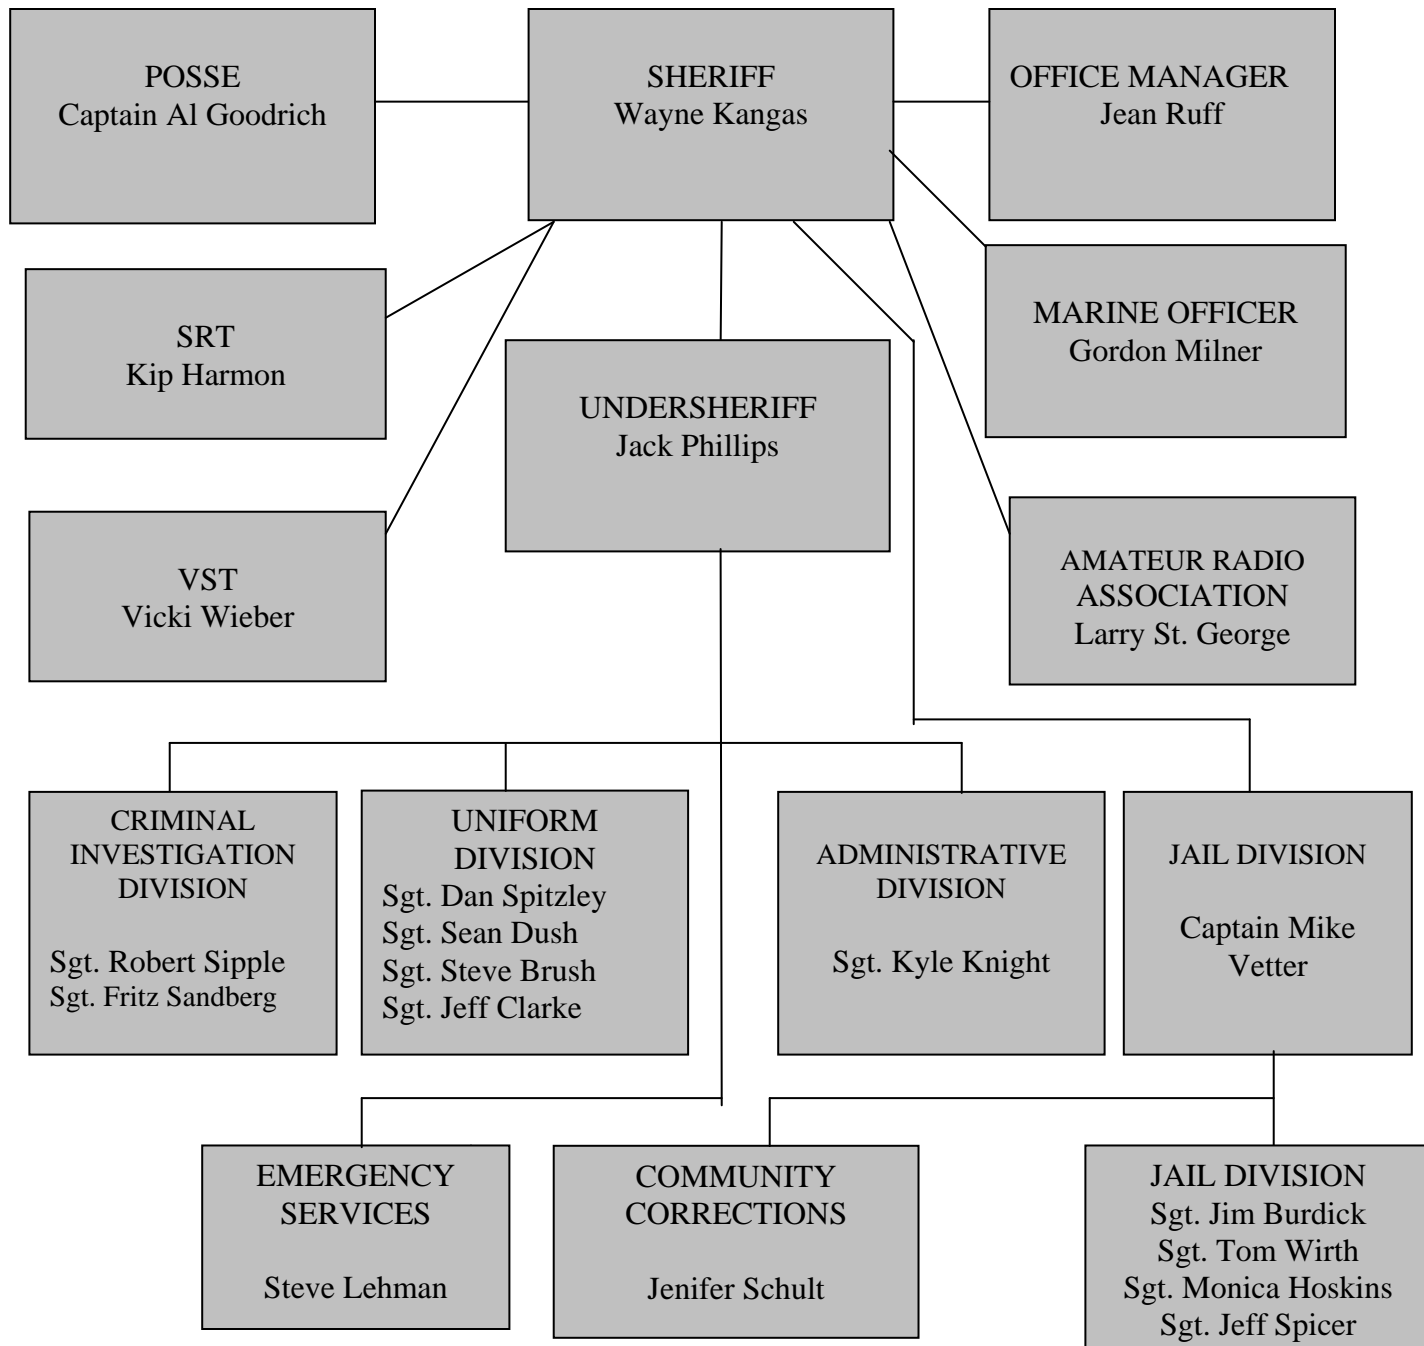 POSSE
Captain Al Goodrich
SHERIFF
Wayne Kangas
OFFICE MANAGER
Jean Ruff
SRT
Kip Harmon
MARINE OFFICER
Gordon Milner
UNDERSHERIFF
Jack Phillips
VST
Vicki Wieber
AMATEUR RADIO
ASSOCIATION
Larry St. George
CRIMINAL
INVESTIGATION
DIVISION
Sgt. Robert Sipple
Sgt. Fritz Sandberg
UNIFORM
DIVISION
Sgt. Dan Spitzley
Sgt. Sean Dush
Sgt. Steve Brush
Sgt. Jeff Clarke
ADMINISTRATIVE
DIVISION
Sgt. Kyle Knight
JAIL DIVISION
Captain Mike
Vetter
EMERGENCY
SERVICES
Steve Lehman
COMMUNITY
CORRECTIONS
Jenifer Schult
JAIL DIVISION
Sgt. Jim Burdick
Sgt. Tom Wirth
Sgt. Monica Hoskins
Sgt. Jeff Spicer